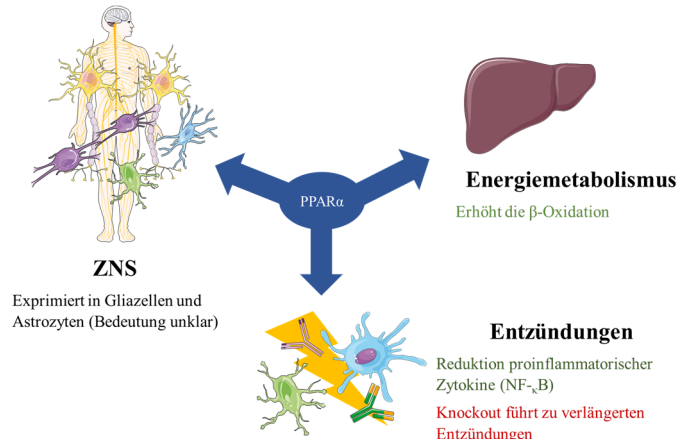 PPARα
Energiemetabolismus
Erhöht die β-Oxidation
ZNS
Exprimiert in Gliazellen und
Astrozyten (Bedeutung unklar)
Entzündungen
Reduktion proinflammatorischer
Zytokine (NF-κB)
Knockout führt zu verlängerten
Entzündungen